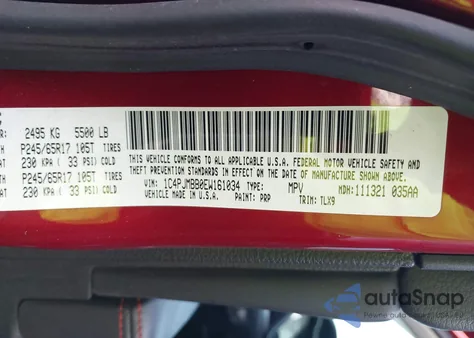 2495 KG 5500 LB
P245/65R17 105T TIRES
230 KPA ( 33 PSI) COLD
P245/65R17 105T TIRES
230 KPA ( 33 PSI) COLD
THIS VEHICLE CONFORMS TO ALL APPLICABLE U.S.A. FEDERAL MOTOR VEHICLE SAFETY,
BUMPER, AND THEFT PREVENTION STANDARDS IN EFFECT ON THE DATE OF
MANUFACTURE SHOWN ABOVE.
VIN: 1C4PJMBB0EW161034 TYPE: MPV MDH: 111321 035AA
VEHICLE MADE IN U.S.A. PAINT: PRP TRIM: TLX9
autoSnap